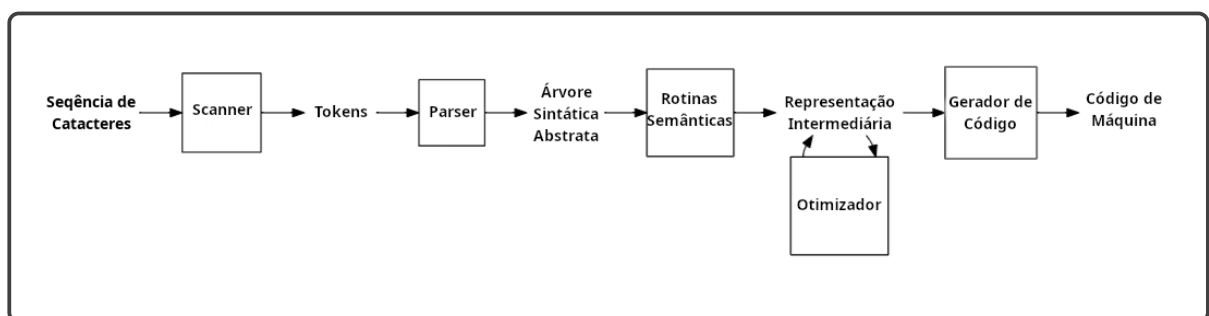 Seqência de
Catacteres
Scanner
Tokens
Parser
Árvore
Sintática
Abstrata
Rotinas
Semânticas
Representação
Intermediária
Otimizador
Gerador de
Código
Código de
Máquina